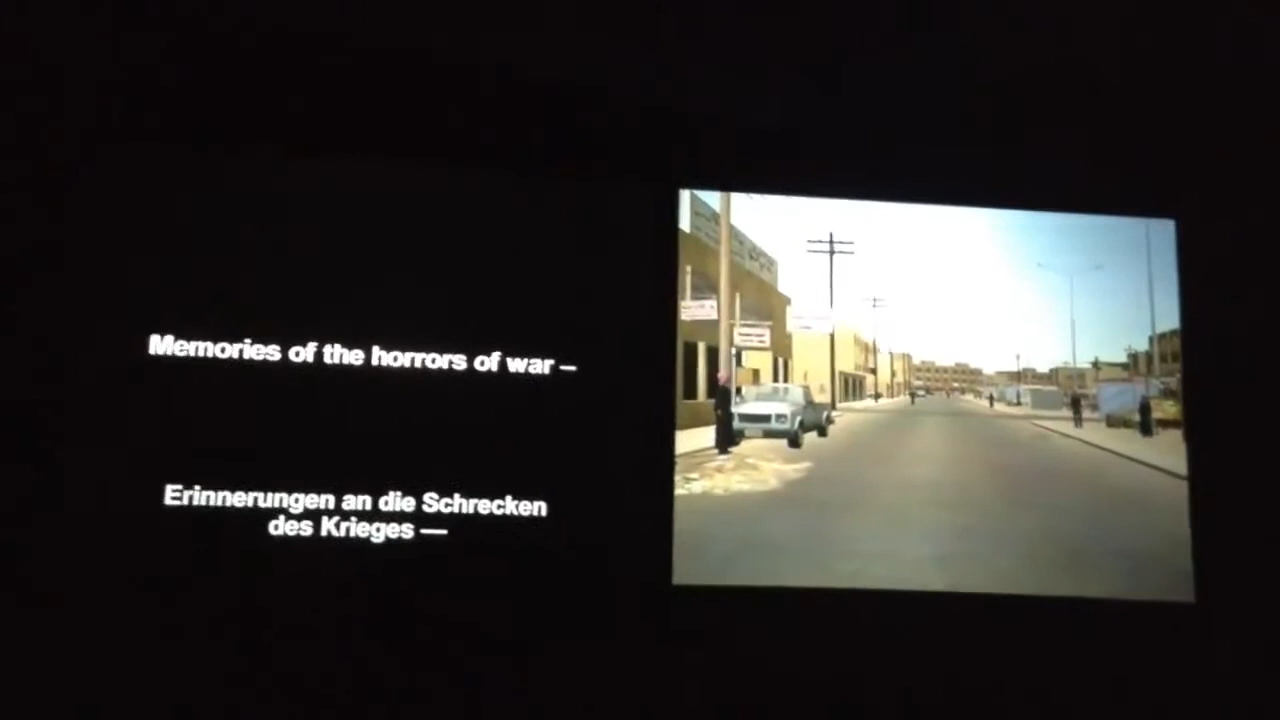 Memories of the horrors of war –
Erinnerungen an die Schrecken
des Krieges —